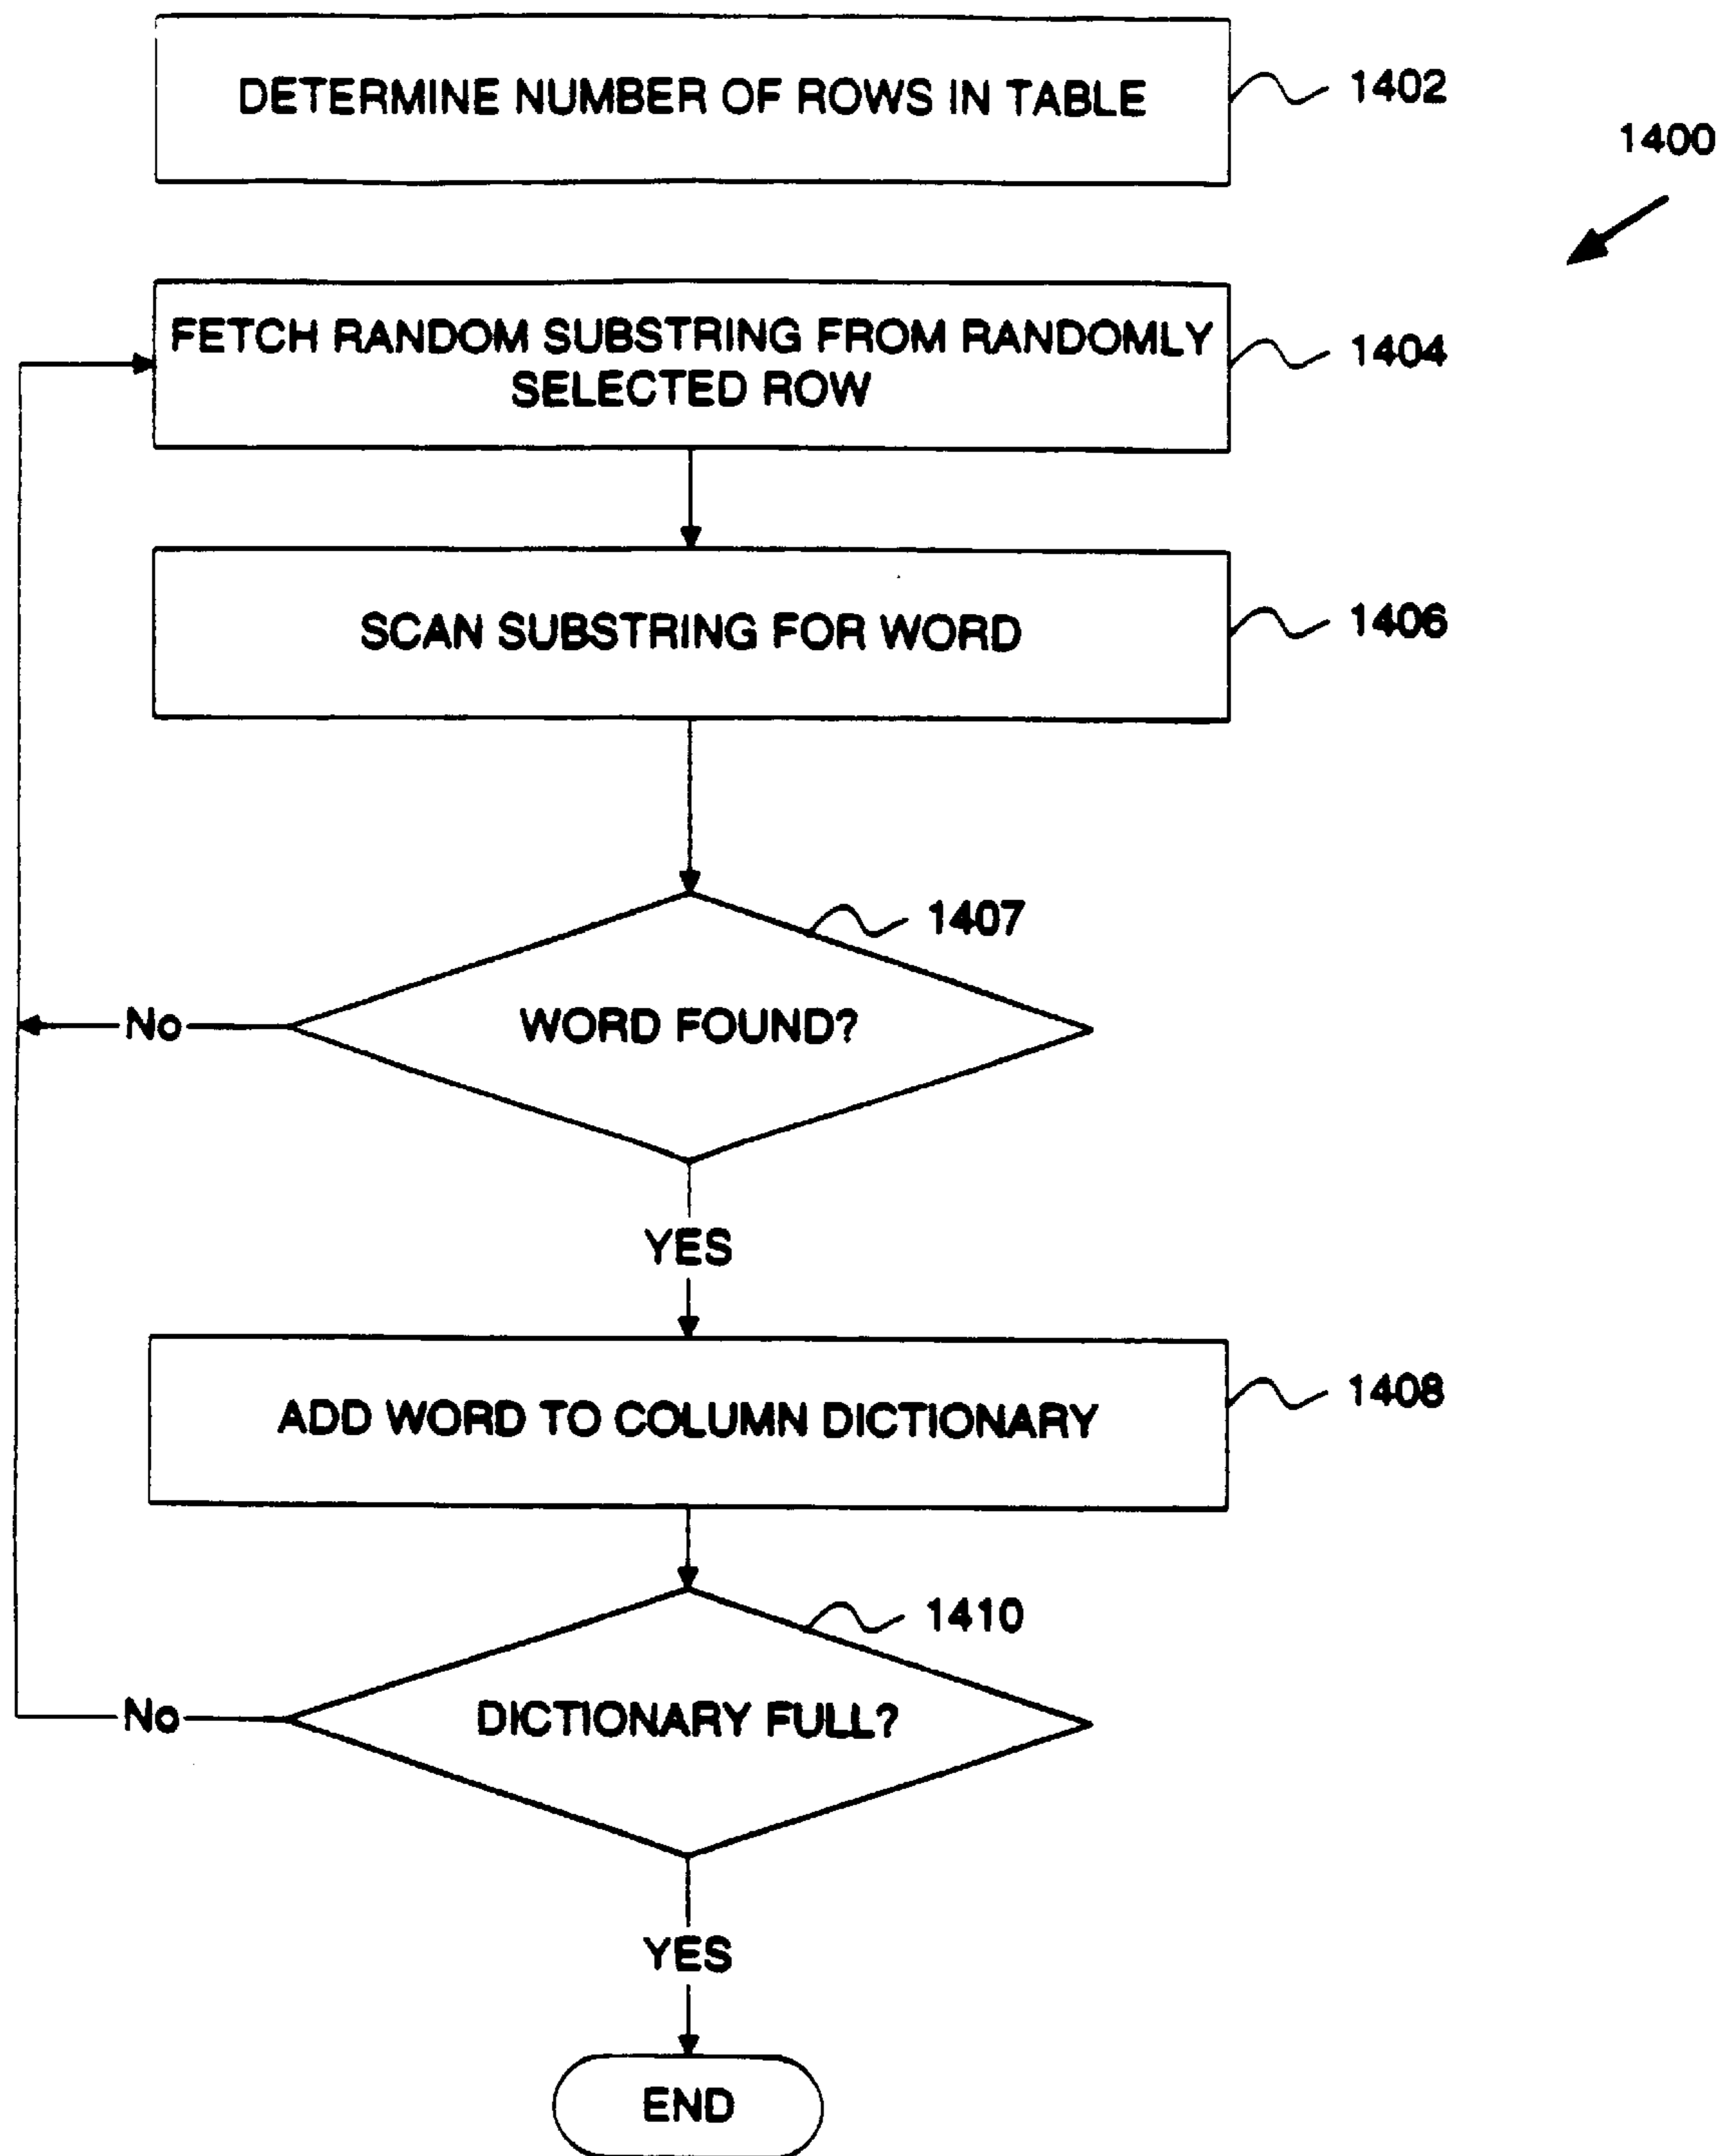 DETERMINE NUMBER OF ROWS IN TABLE
1402
1400
FETCH RANDOM SUBSTRING FROM RANDOMLY
SELECTED ROW
1404
SCAN SUBSTRING FOR WORD
1406
1407
WORD FOUND?
No
YES
ADD WORD TO COLUMN DICTIONARY
1408
1410
DICTIONARY FULL?
No
YES
END